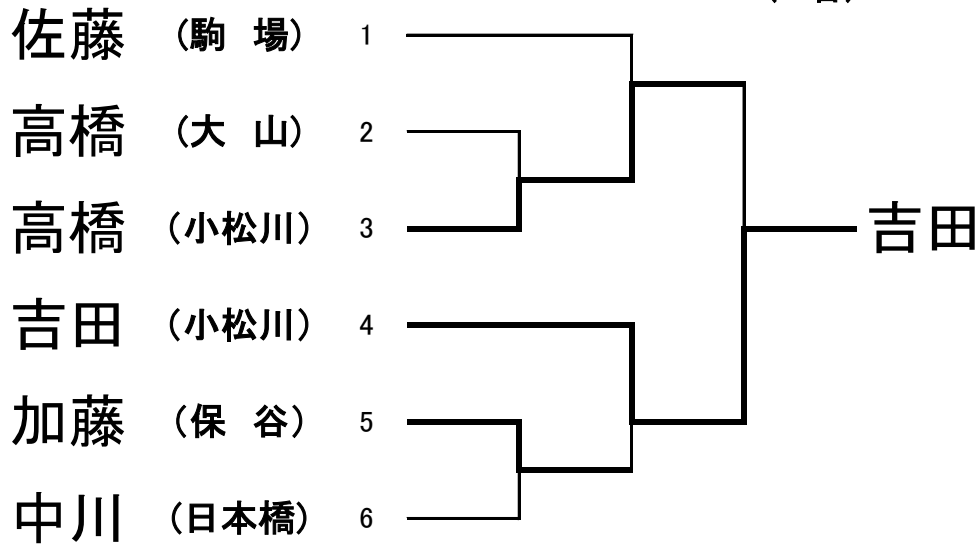 佐藤 （駒 場） 1
高橋 （大 山） 2
高橋 （小松川） 3
吉田 （小松川） 4
加藤 （保 谷） 5
中川 （日本橋） 6
吉田